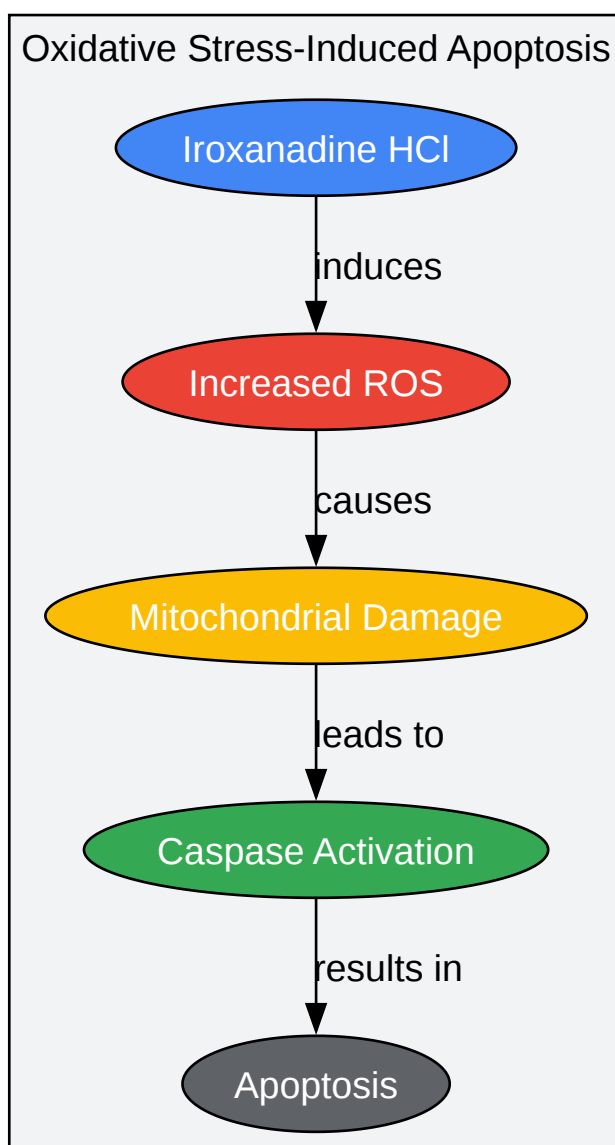 Oxidative Stress-Induced Apoptosis
Iroxanadine HCl
induces
Increased ROS
causes
Mitochondrial Damage
leads to
Caspase Activation
results in
Apoptosis